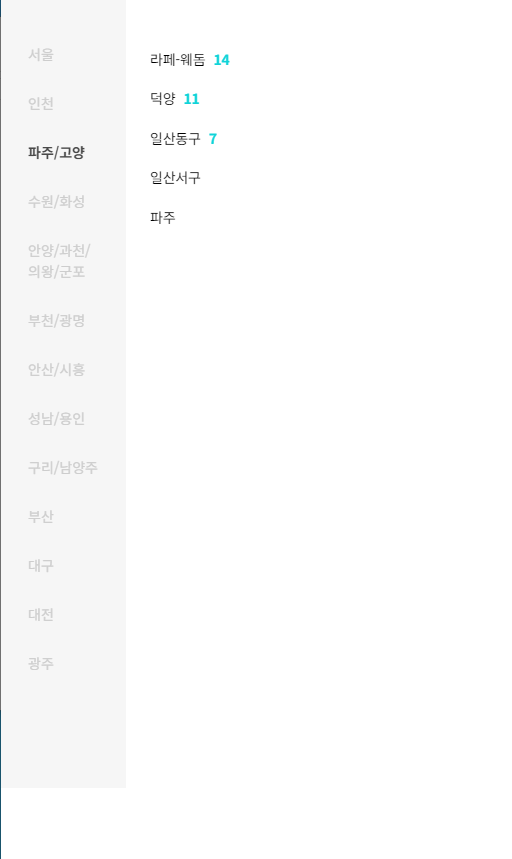 서울
인천
파주/고양
수원/화성
안양/과천/
의왕/군포
부천/광명
안산/시흥
성남/용인
구리/남양주
부산
대구
대전
광주
라페-웨돔 14
덕양 11
일산동구 7
일산서구
파주